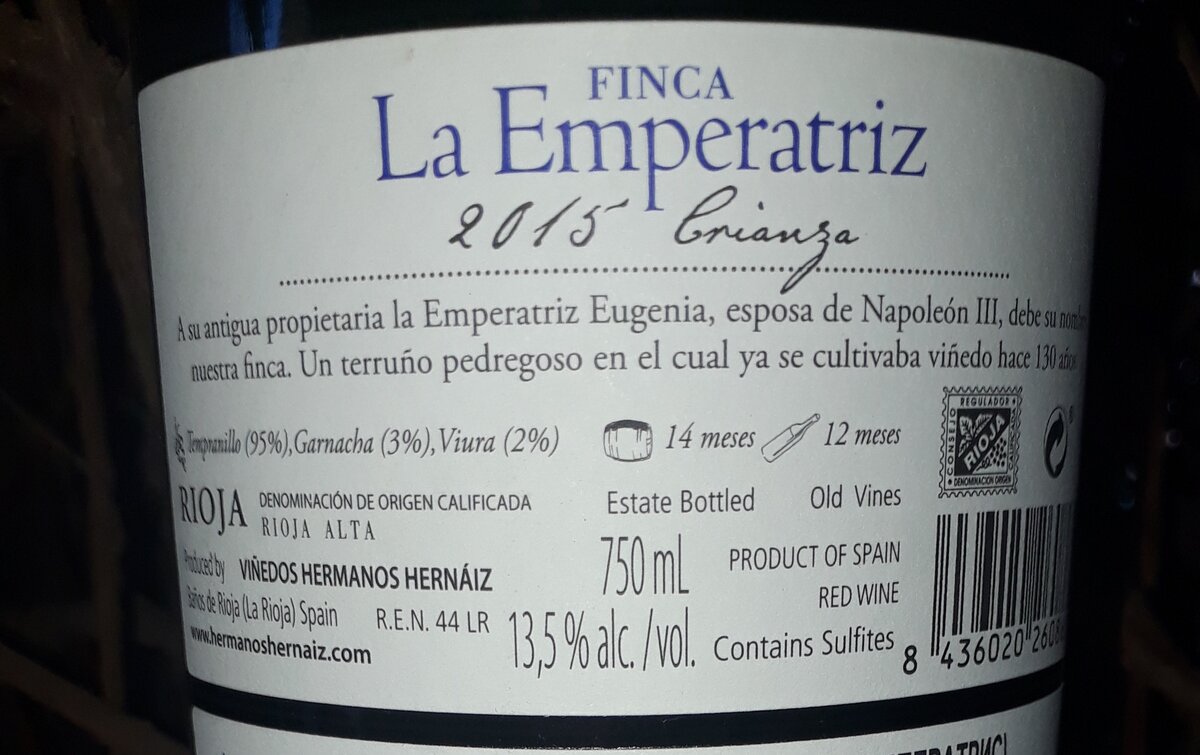 FINCA
La Emperatriz
2015 Crianza
A su antigua propietaria la Emperatriz Eugenia, esposa de Napoleón III, debe su
nuestra finca. Un terruño pedregoso en el cual ya se cultivaba viñedo hace 130 años
Tempranillo (95%), Garnacha (3%), Viura (2%)
14 meses
12 meses
CONSEJO REGULADOR
RIOJA
DENOMINACION ORIGEN
RIOJA
DENOMINACIÓN DE ORIGEN CALIFICADA
RIOJA ALTA
Estate Bottled
Old Vines
Produced by VIÑEDOS HERMANOS HERNÁIZ
Baños de Rioja (La Rioja) Spain
R.E.N. 44 LR
www.hermanoshernaiz.com
750 mL
13,5 % alc./vol.
PRODUCT OF SPAIN
RED WINE
Contains Sulfites
8 436020 260